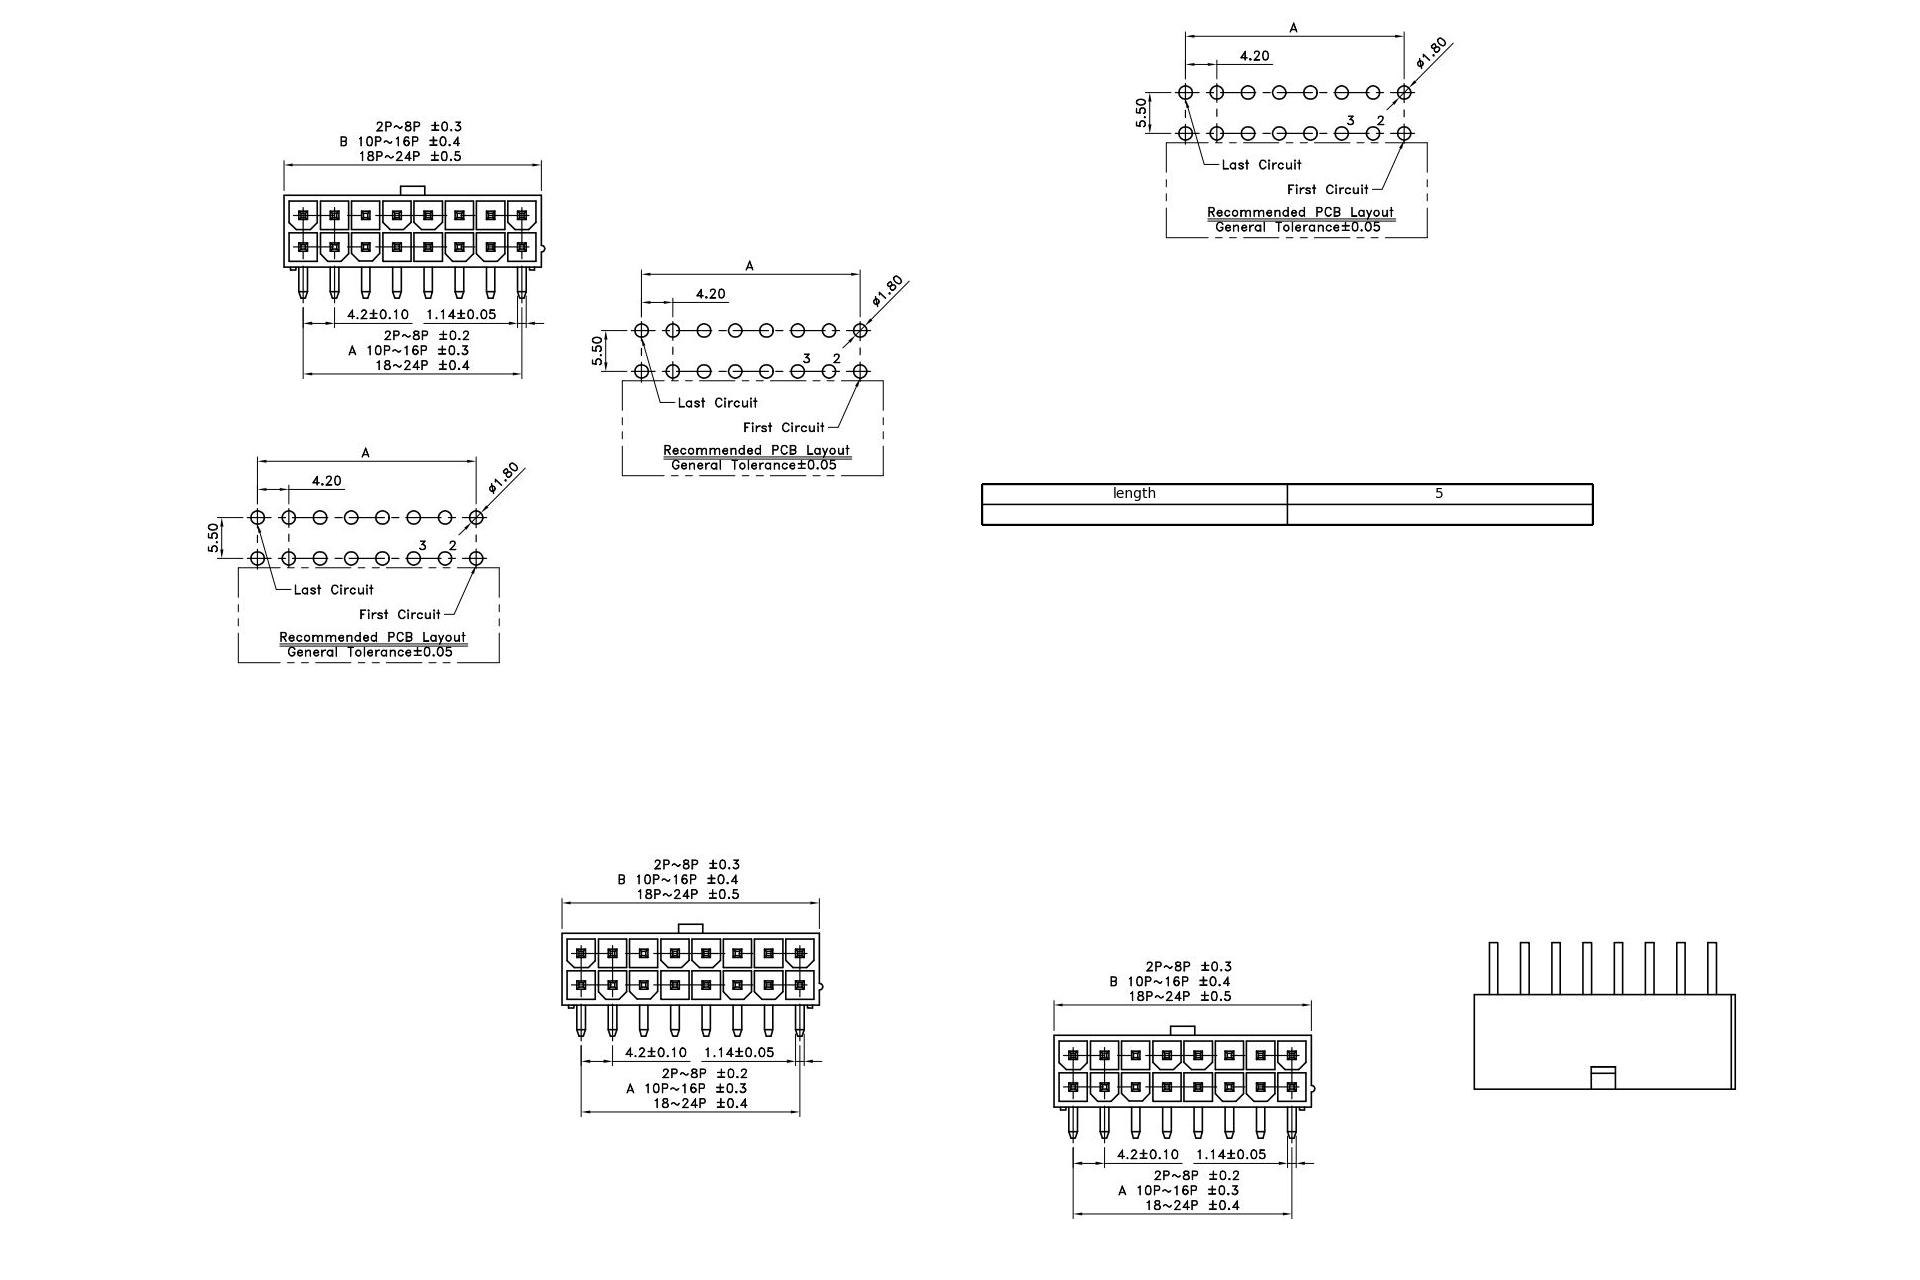 A
4.20
ø1.80
5.50
3 2
Last Circuit
First Circuit
Recommended PCB Layout
General Tolerance±0.05
2P~8P ±0.3
B 10P~16P ±0.4
18P~24P ±0.5
4.2±0.10 1.14±0.05
2P~8P ±0.2
A 10P~16P ±0.3
18~24P ±0.4
A
4.20
ø1.80
5.50
3 2
Last Circuit
First Circuit
Recommended PCB Layout
General Tolerance±0.05
A
4.20
ø1.80
5.50
3 2
Last Circuit
First Circuit
Recommended PCB Layout
General Tolerance±0.05
length 5
2P~8P ±0.3
B 10P~16P ±0.4
18P~24P ±0.5
4.2±0.10 1.14±0.05
2P~8P ±0.2
A 10P~16P ±0.3
18~24P ±0.4
2P~8P ±0.3
B 10P~16P ±0.4
18P~24P ±0.5
4.2±0.10 1.14±0.05
2P~8P ±0.2
A 10P~16P ±0.3
18~24P ±0.4